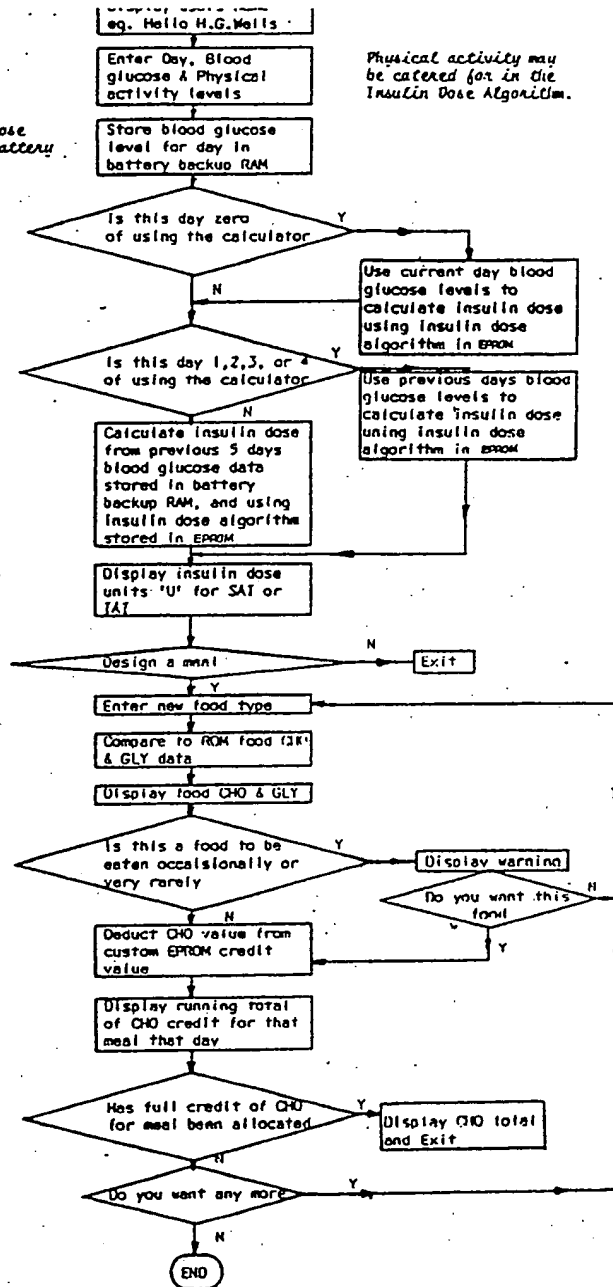 eg. Hello H.G.Wells
Enter Day, Blood
glucose & Physical
activity levels
Physical activity may
be catered for in the
Insulin Dose Algorithm.
ose
attery
Store blood glucose
level for day in
battery backup RAM
Is this day zero
of using the calculator
Y
N
Use current day blood
glucose levels to
calculate insulin dose
using insulin dose
algorithm in EPROM
Is this day 1,2,3, or 4
of using the calculator
Y
N
Use previous days blood
glucose levels to
calculate insulin dose
uning insulin dose
algorithm in EPROM
Calculate insulin dose
from previous 5 days
blood glucose data
stored in battery
backup RAM, and using
insulin dose algorithm
stored in EPROM
Display insulin dose
units 'U' for SAT or
IAT
Design a meal
N
Exit
Y
Enter new food type
Compare to ROM food
& GLY data
Display food CHO & GLY
Is this a food to be
eaten occaisionally or
very rarely
Y
Display warning
Do you want this
food
N
Y
N
Deduct CHO value from
custom EPROM credit
value
Display running total
of CHO credit for that
meal that day
Has full credit of CHO
for meal been allocated
Y
Display CHO total
and Exit
N
Do you want any more
Y
N
END